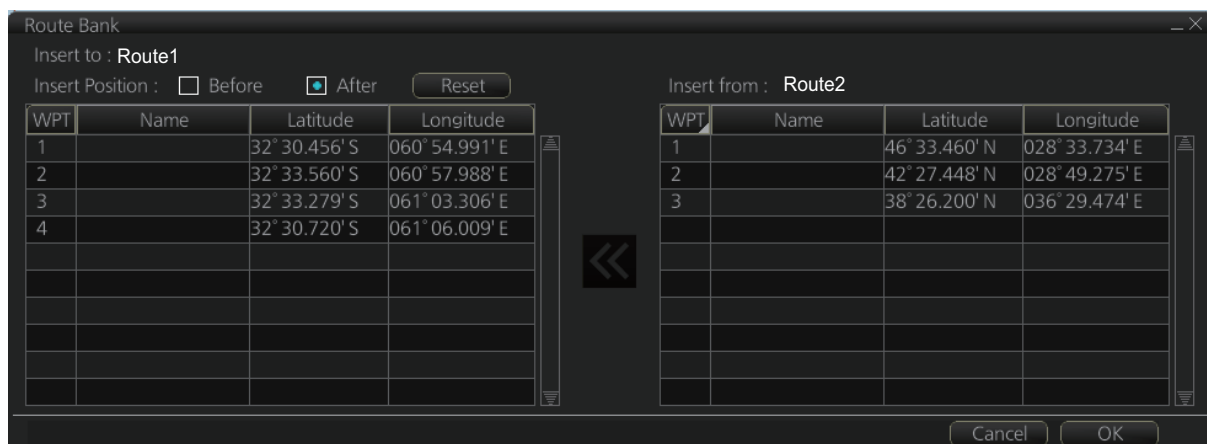 Route Bank
Insert to : Route1
Insert Position : Before After Reset
Insert from : Route2
WPT Name Latitude Longitude
1 32° 30.456' S 060° 54.991' E
2 32° 33.560' S 060° 57.988' E
3 32° 33.279' S 061° 03.306' E
4 32° 30.720' S 061° 06.009' E
WPT Name Latitude Longitude
1 46° 33.460' N 028° 33.734' E
2 42° 27.448' N 028° 49.275' E
3 38° 26.200' N 036° 29.474' E
Cancel OK